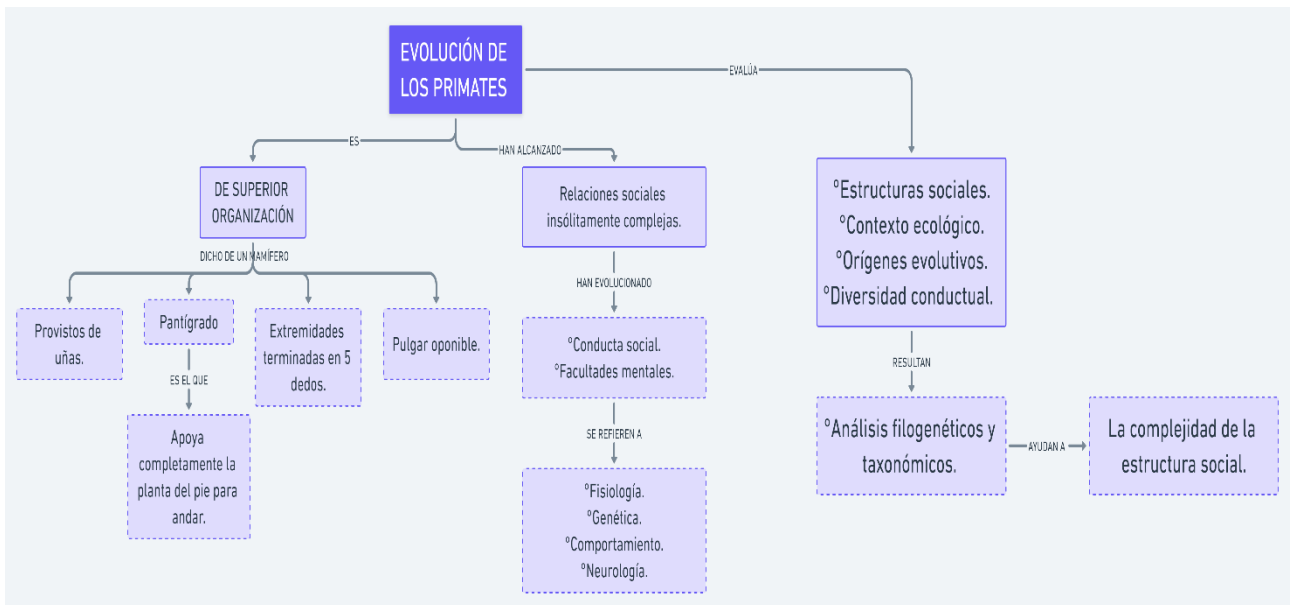 EVOLUCIÓN DE
LOS PRIMATES
EVALÚA
ES
HAN ALCANZADO
DE SUPERIOR
ORGANIZACIÓN
Relaciones sociales
insólitamente complejas.
°Estructuras sociales.
°Contexto ecológico.
°Orígenes evolutivos.
°Diversidad conductual.
DICHO DE UN MAMÍFERO
HAN EVOLUCIONADO
Provistos de
uñas.
Pantígrado
Extremidades
terminadas en 5
dedos.
Pulgar oponible.
°Conducta social.
°Facultades mentales.
RESULTAN
ES EL QUE
Apoya
completamente la
planta del pie para
andar.
SE REFIEREN A
°Fisiología.
°Genética.
°Comportamiento.
°Neurología.
°Análisis filogenéticos y
taxonómicos.
AYUDAN A
La complejidad de la
estructura social.